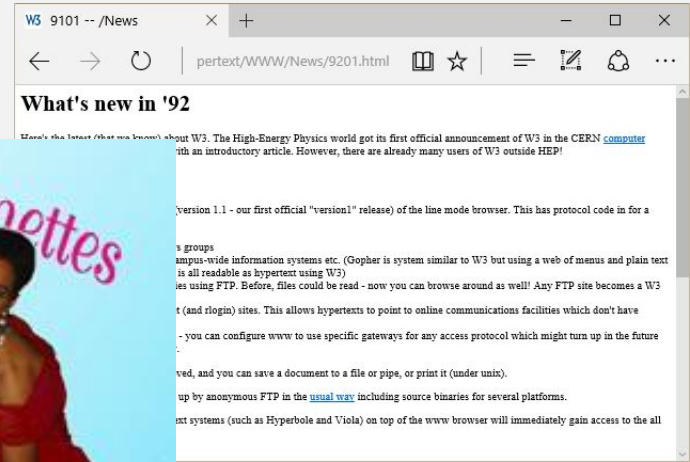 W3 9101 -- /News
pertext/WWW/News/9201.html
What's new in '92
Here's the latest (that we know) about W3. The High-Energy Physics world got its first official announcement of W3 in the CERN computer
with an introductory article. However, there are already many users of W3 outside HEP!
ettes
(version 1.1 - our first official "version1" release) of the line mode browser. This has protocol code in for a
s groups
ampus-wide information systems etc. (Gopher is system similar to W3 but using a web of menus and plain text
is all readable as hypertext using W3)
es using FTP. Before, files could be read - now you can browse around as well! Any FTP site becomes a W3
t (and rlogin) sites. This allows hypertexts to point to online communications facilities which don't have
- you can configure www to use specific gateways for any access protocol which might turn up in the future
ved, and you can save a document to a file or pipe, or print it (under unix).
up by anonymous FTP in the usual way including source binaries for several platforms.
ext systems (such as Hyperbole and Viola) on top of the www browser will immediately gain access to the all